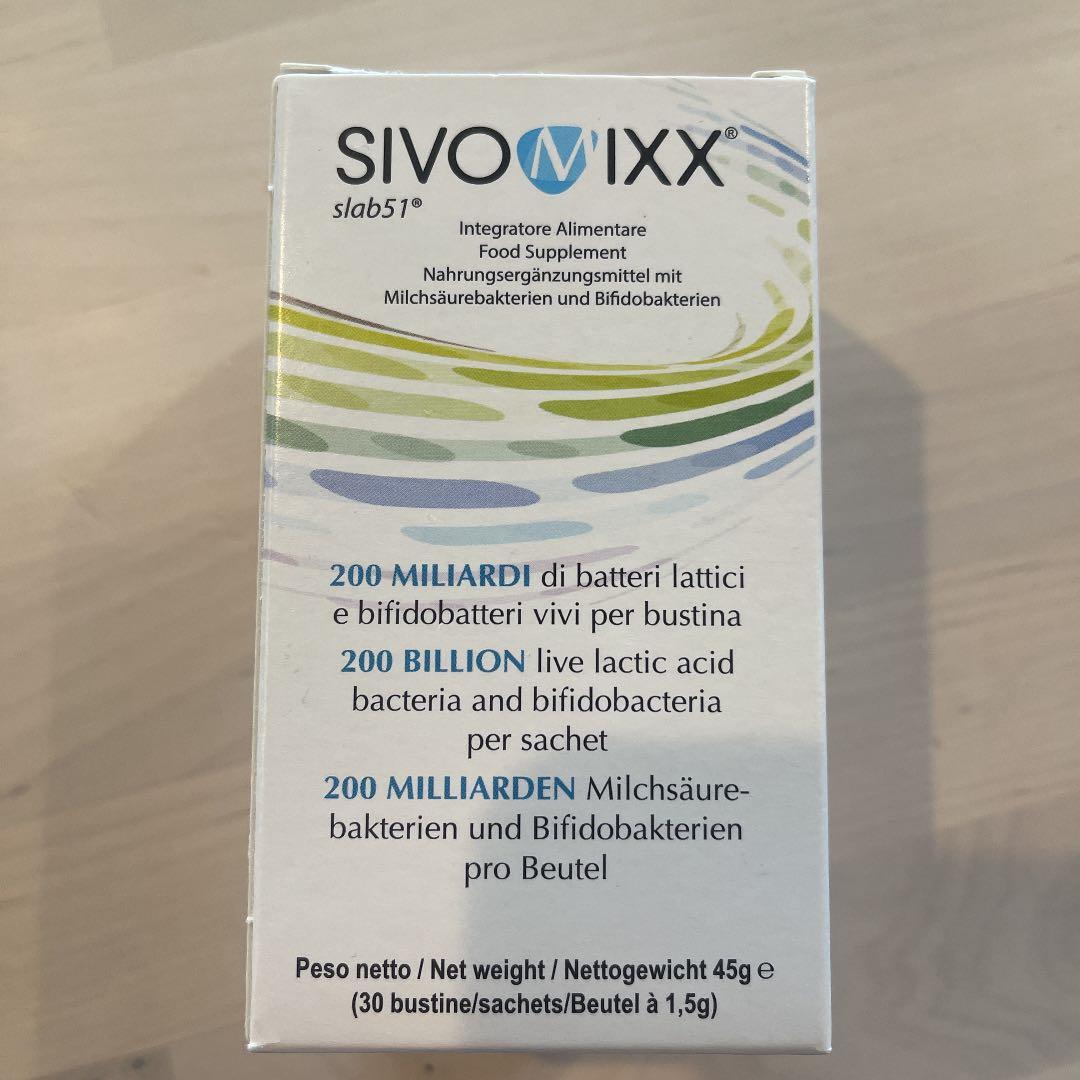 SIVOMIXX®
slab51®
Integratore Alimentare
Food Supplement
Nahrungsergänzungsmittel mit
Milchsäurebakterien und Bifidobakterien
200 MILIARDI di batteri lattici
e bifidobatteri vivi per bustina
200 BILLION live lactic acid
bacteria and bifidobacteria
per sachet
200 MILLIARDEN Milchsäure-
bakterien und Bifidobakterien
pro Beutel
Peso netto / Net weight / Nettogewicht 45g ℮
(30 bustine/sachets/Beutel à 1,5g)